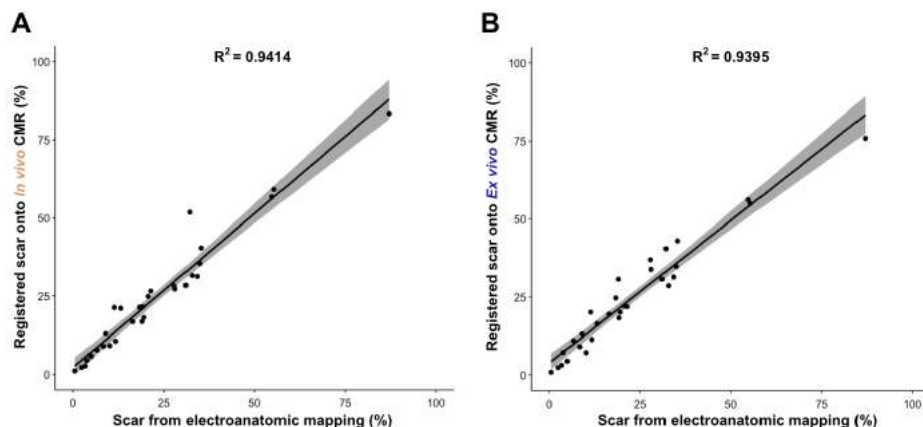 A
R² = 0.9414
Registered scar onto In vivo CMR (%)
100
75
50
25
0
0 25 50 75 100
Scar from electroanatomic mapping (%)
B
R² = 0.9395
Registered scar onto Ex vivo CMR (%)
100
75
50
25
0
0 25 50 75 100
Scar from electroanatomic mapping (%)